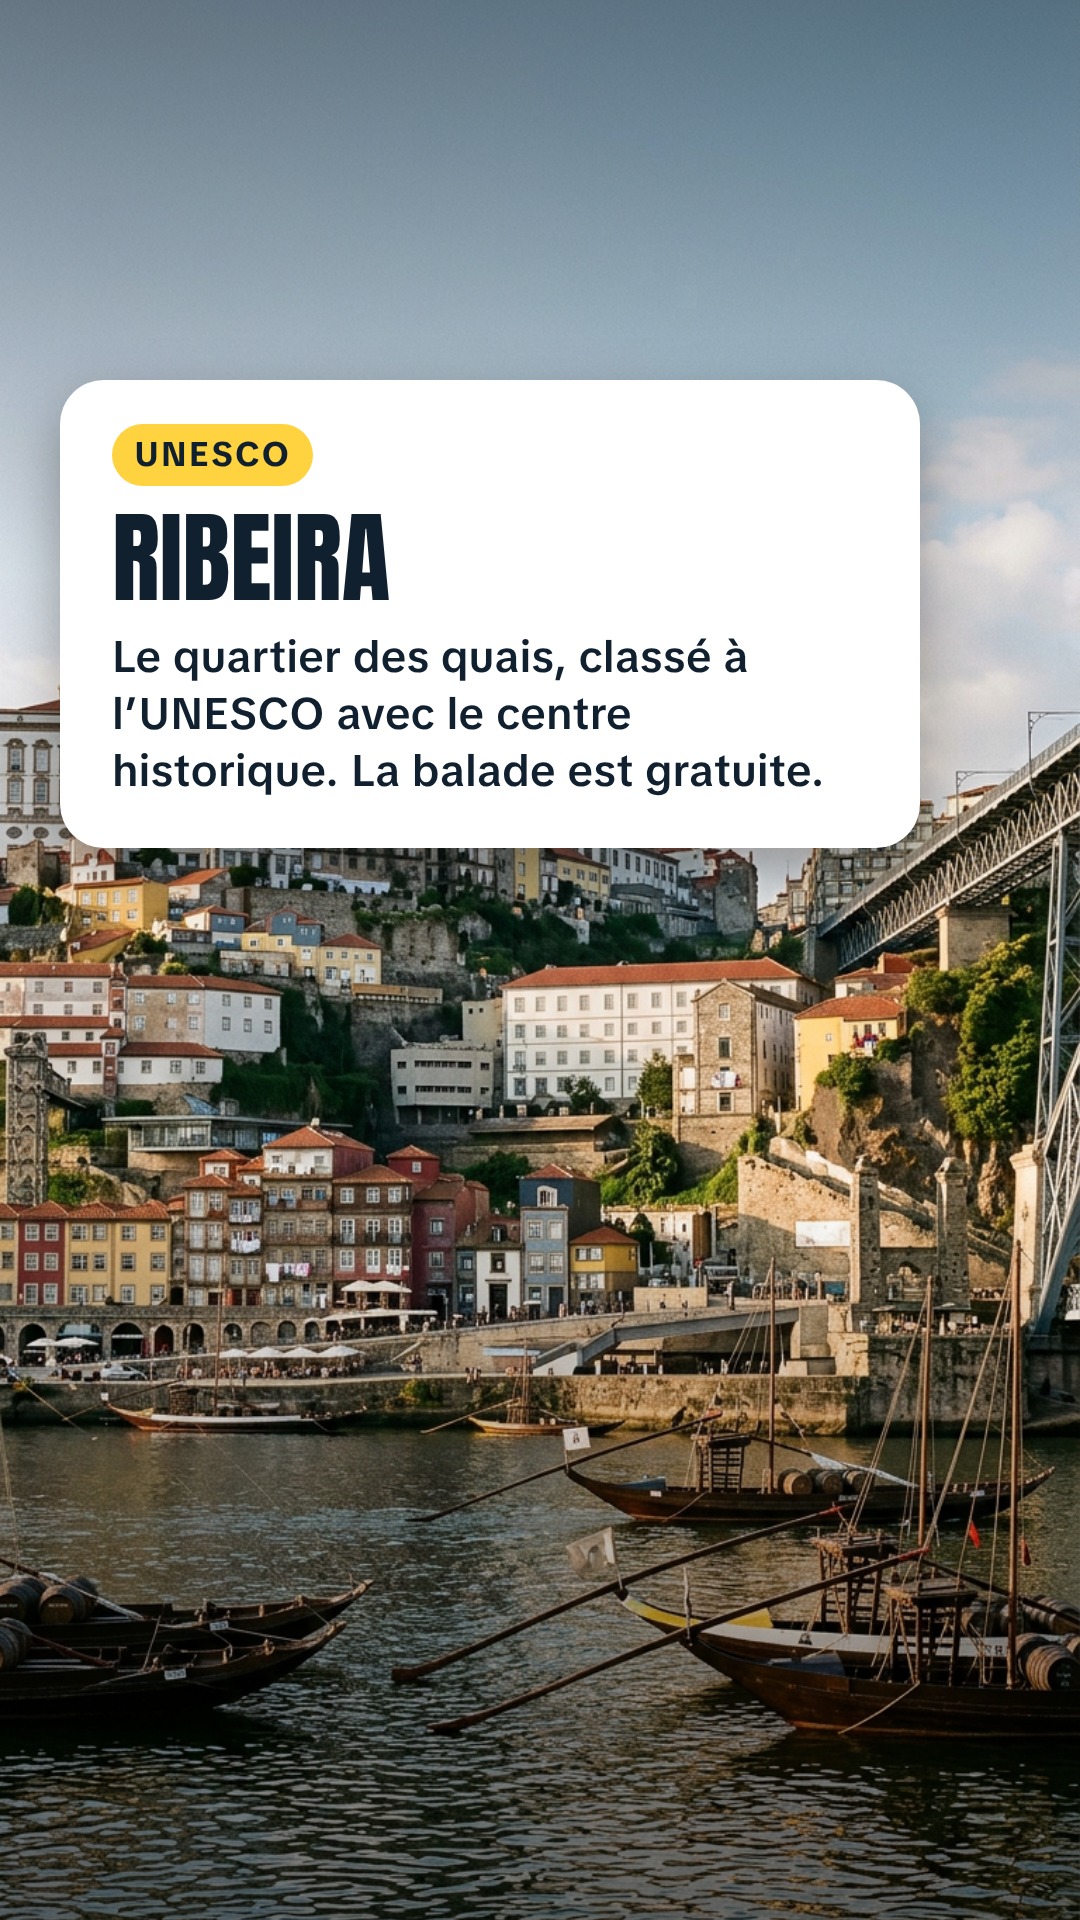 UNESCO
RIBEIRA
Le quartier des quais, classé à
l’UNESCO avec le centre
historique. La balade est gratuite.